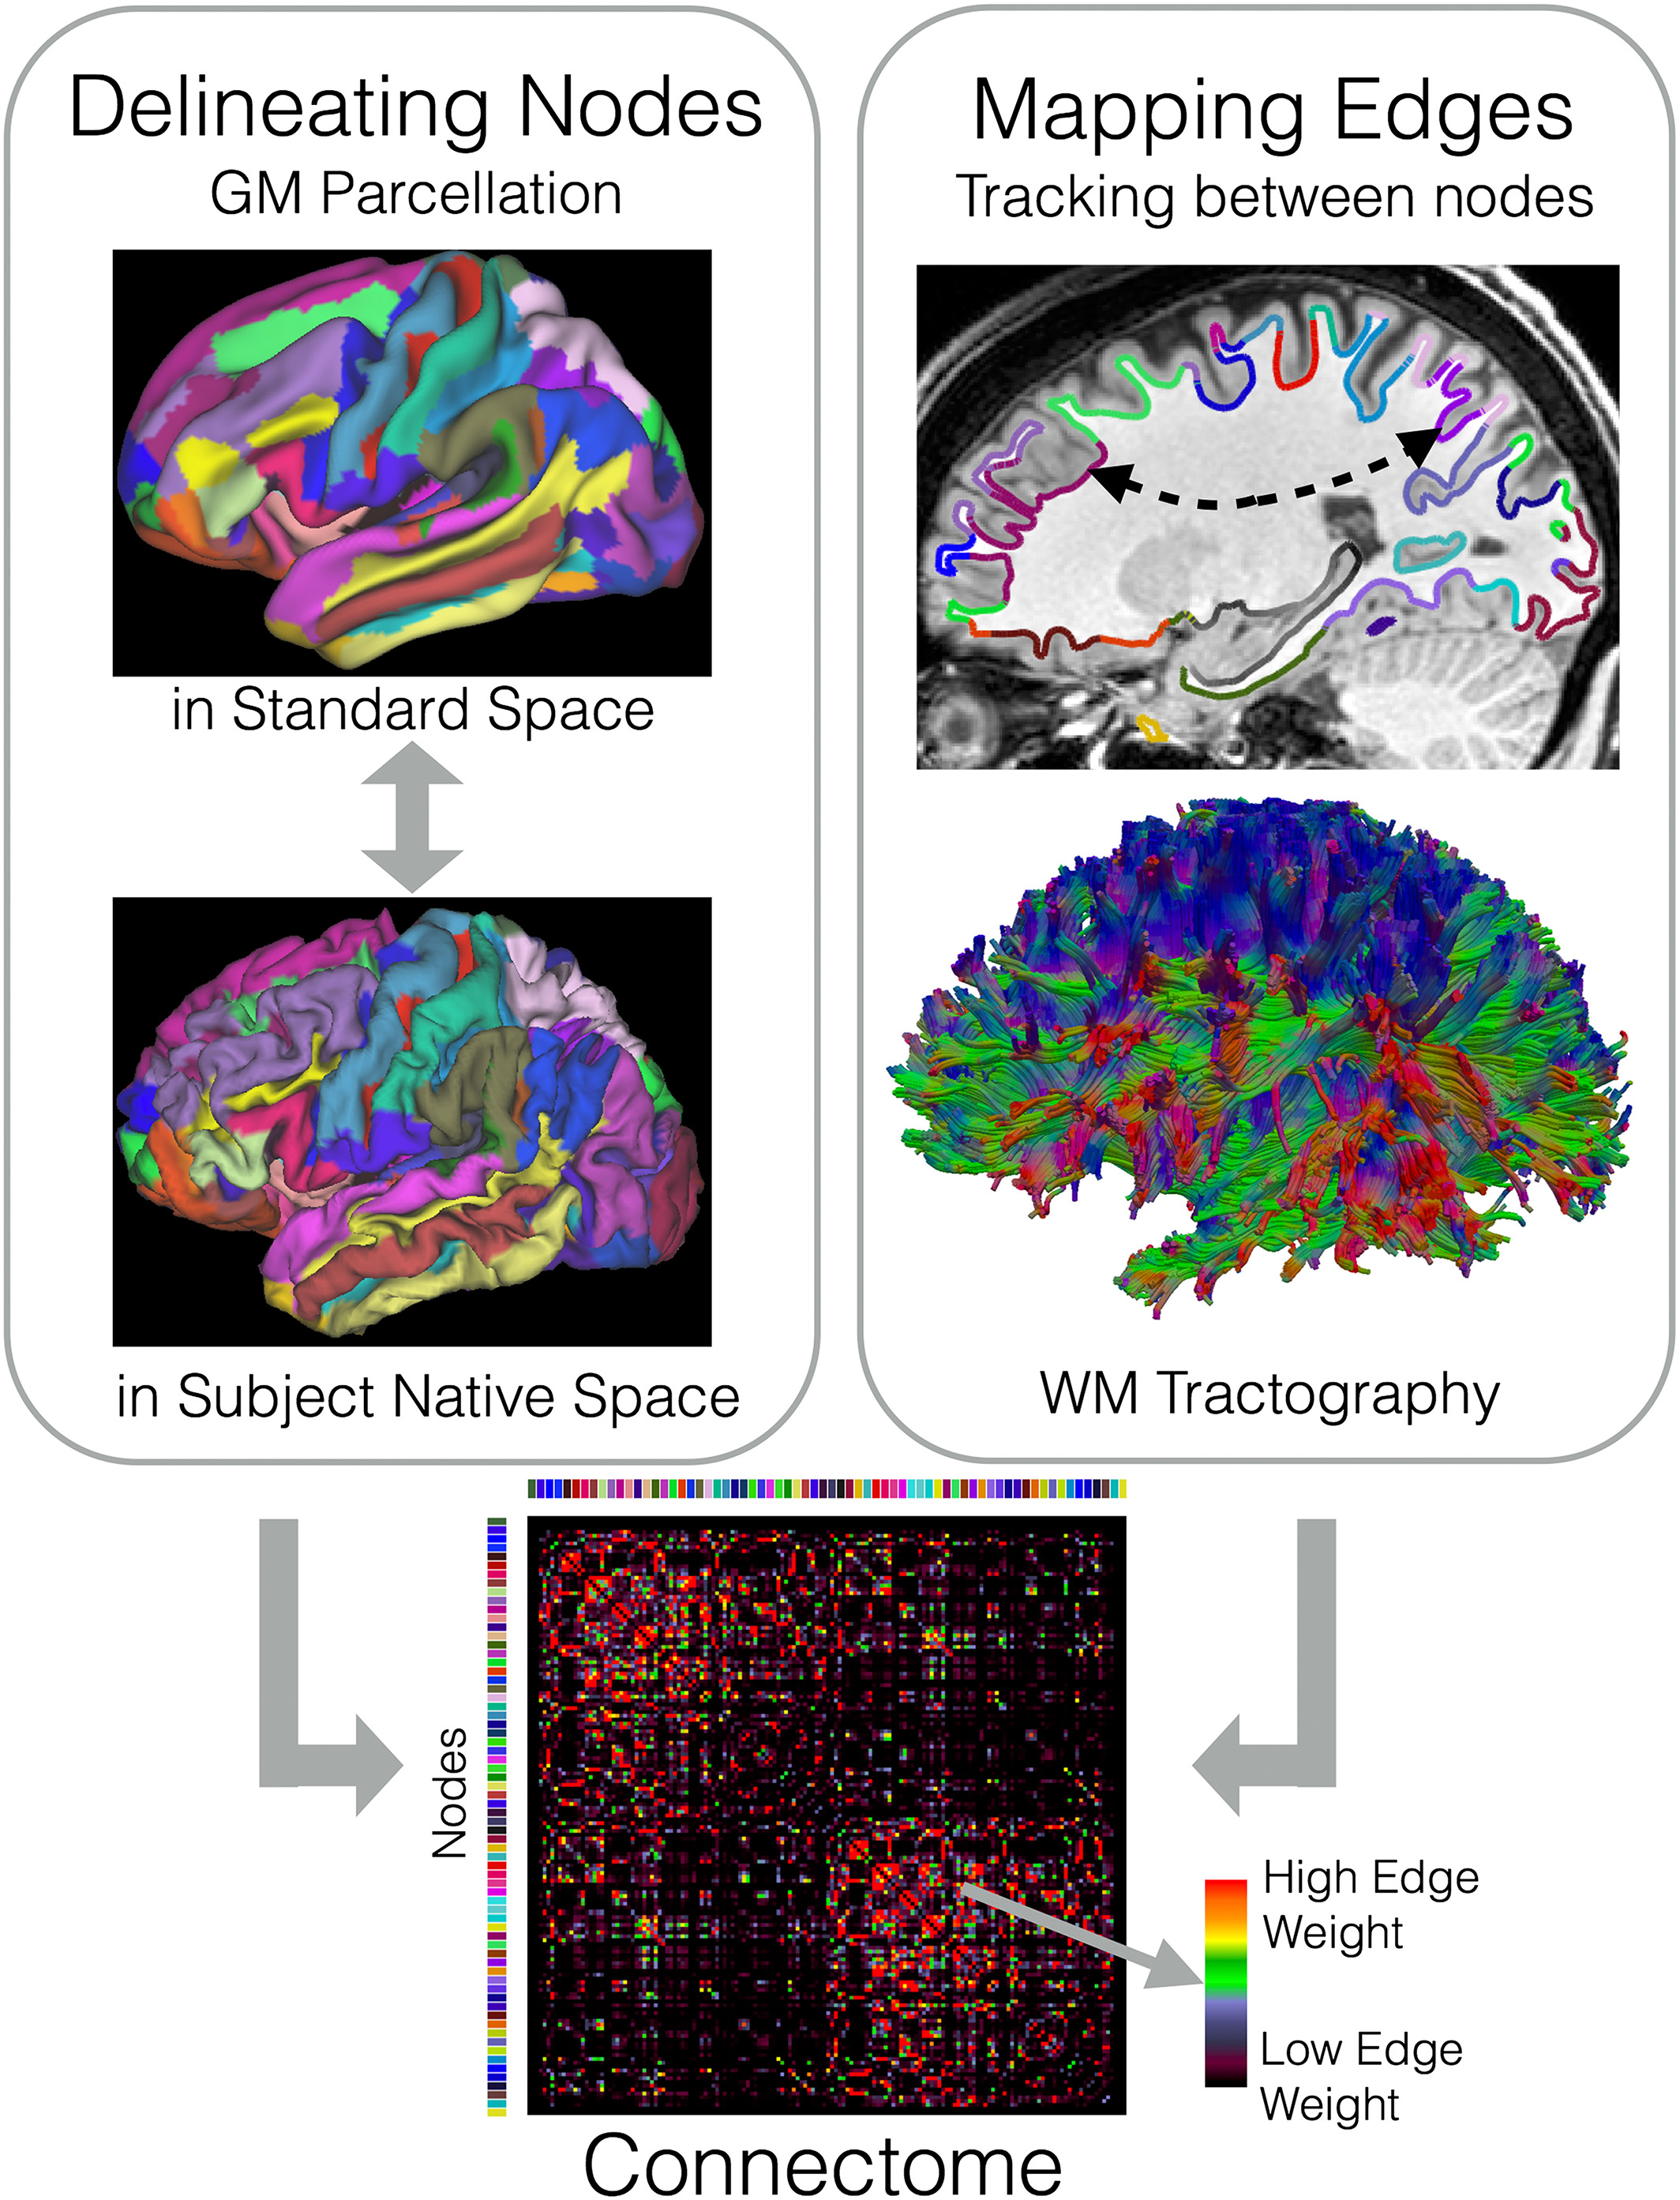 Delineating Nodes
GM Parcellation
in Standard Space
in Subject Native Space
Mapping Edges
Tracking between nodes
WM Tractography
Nodes
High Edge
Weight
Low Edge
Weight
Connectome